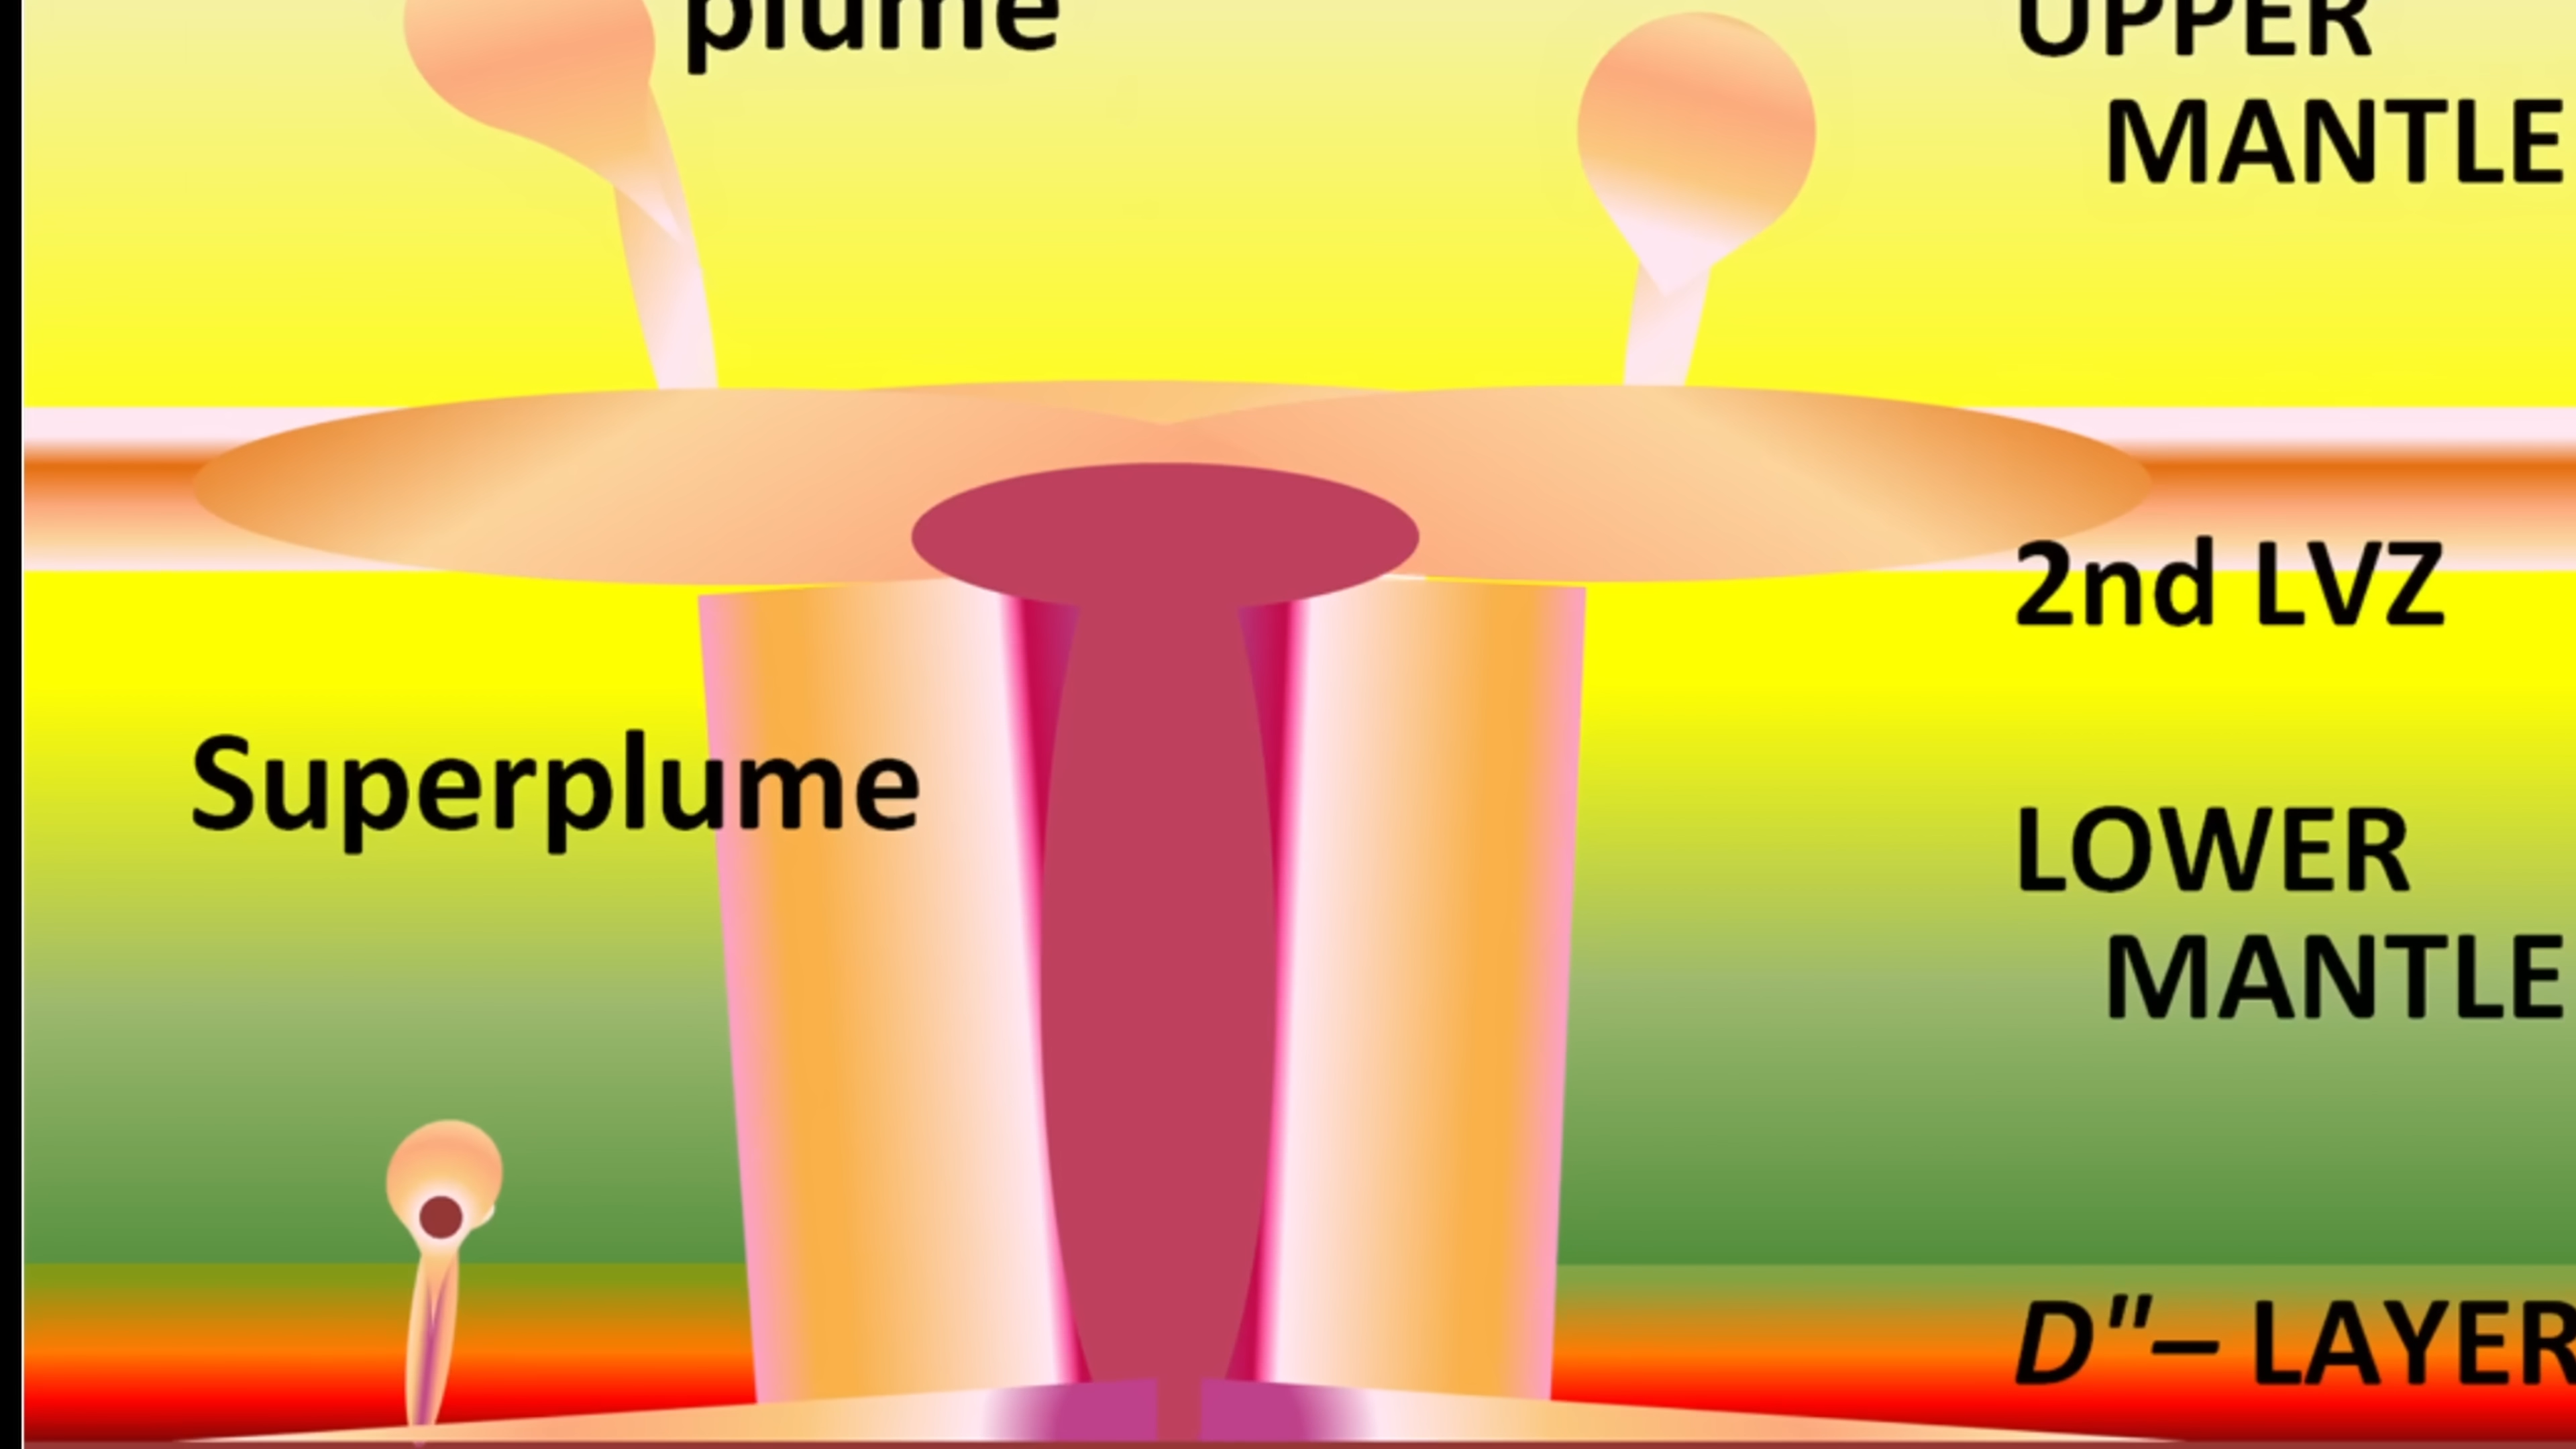 plume
UPPER
MANTLE
2nd LVZ
Superplume
LOWER
MANTLE
D"– LAYER